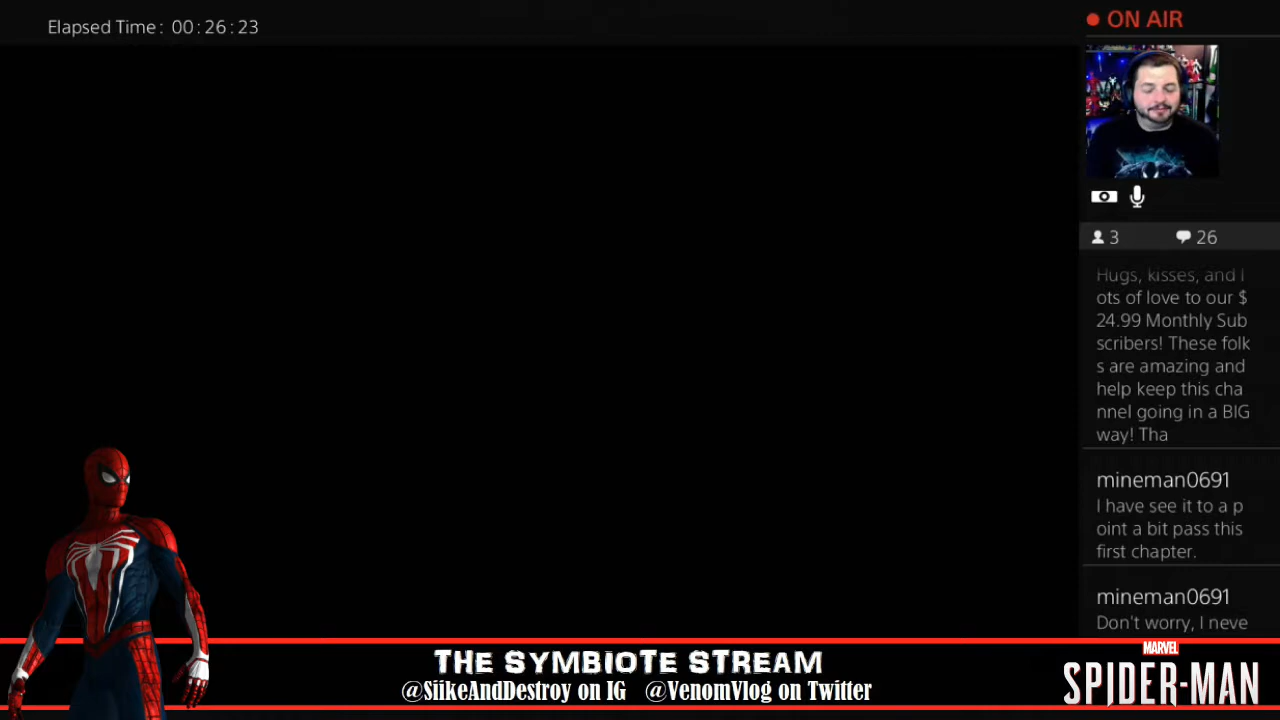 Elapsed Time: 00:26:23
ON AIR
3 26
Hugs, kisses, and l
ots of love to our $
24.99 Monthly Sub
scribers! These folk
s are amazing and
help keep this cha
nnel going in a BIG
way! Tha
mineman0691
I have see it to a p
oint a bit pass this
first chapter.
mineman0691
Don't worry, I neve
THE SYMBIOTE STREAM
@SiikeAndDestroy on IG @VenomVlog on Twitter
MARVEL
SPIDER-MAN